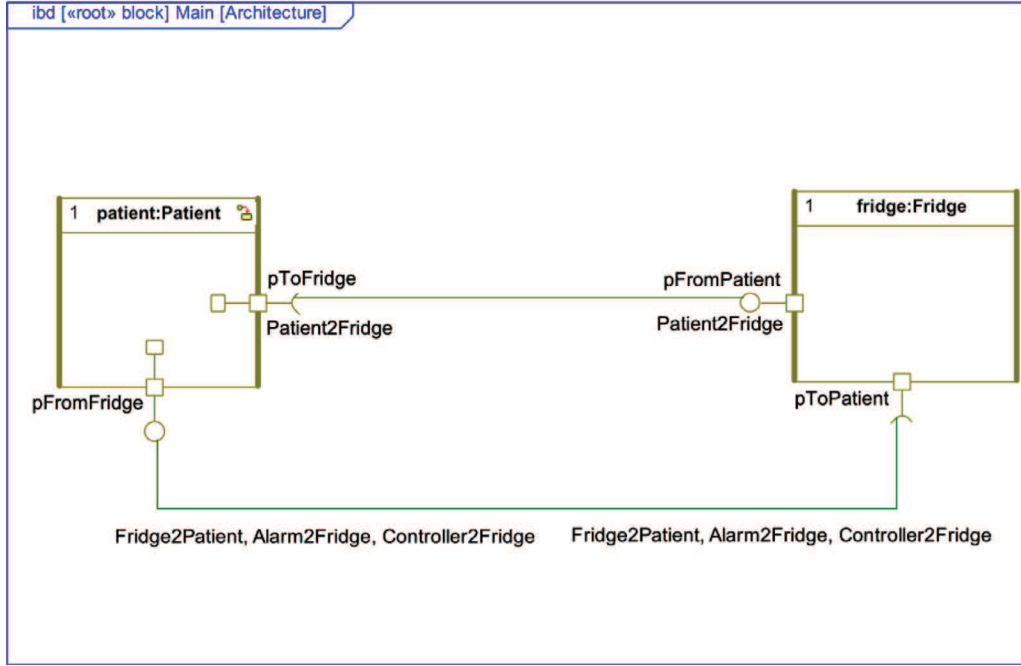 ibd [«root» block] Main [Architecture]
1 patient:Patient
1 fridge:Fridge
pToFridge
pFromPatient
Patient2Fridge
Patient2Fridge
pFromFridge
pToPatient
Fridge2Patient, Alarm2Fridge, Controller2Fridge
Fridge2Patient, Alarm2Fridge, Controller2Fridge